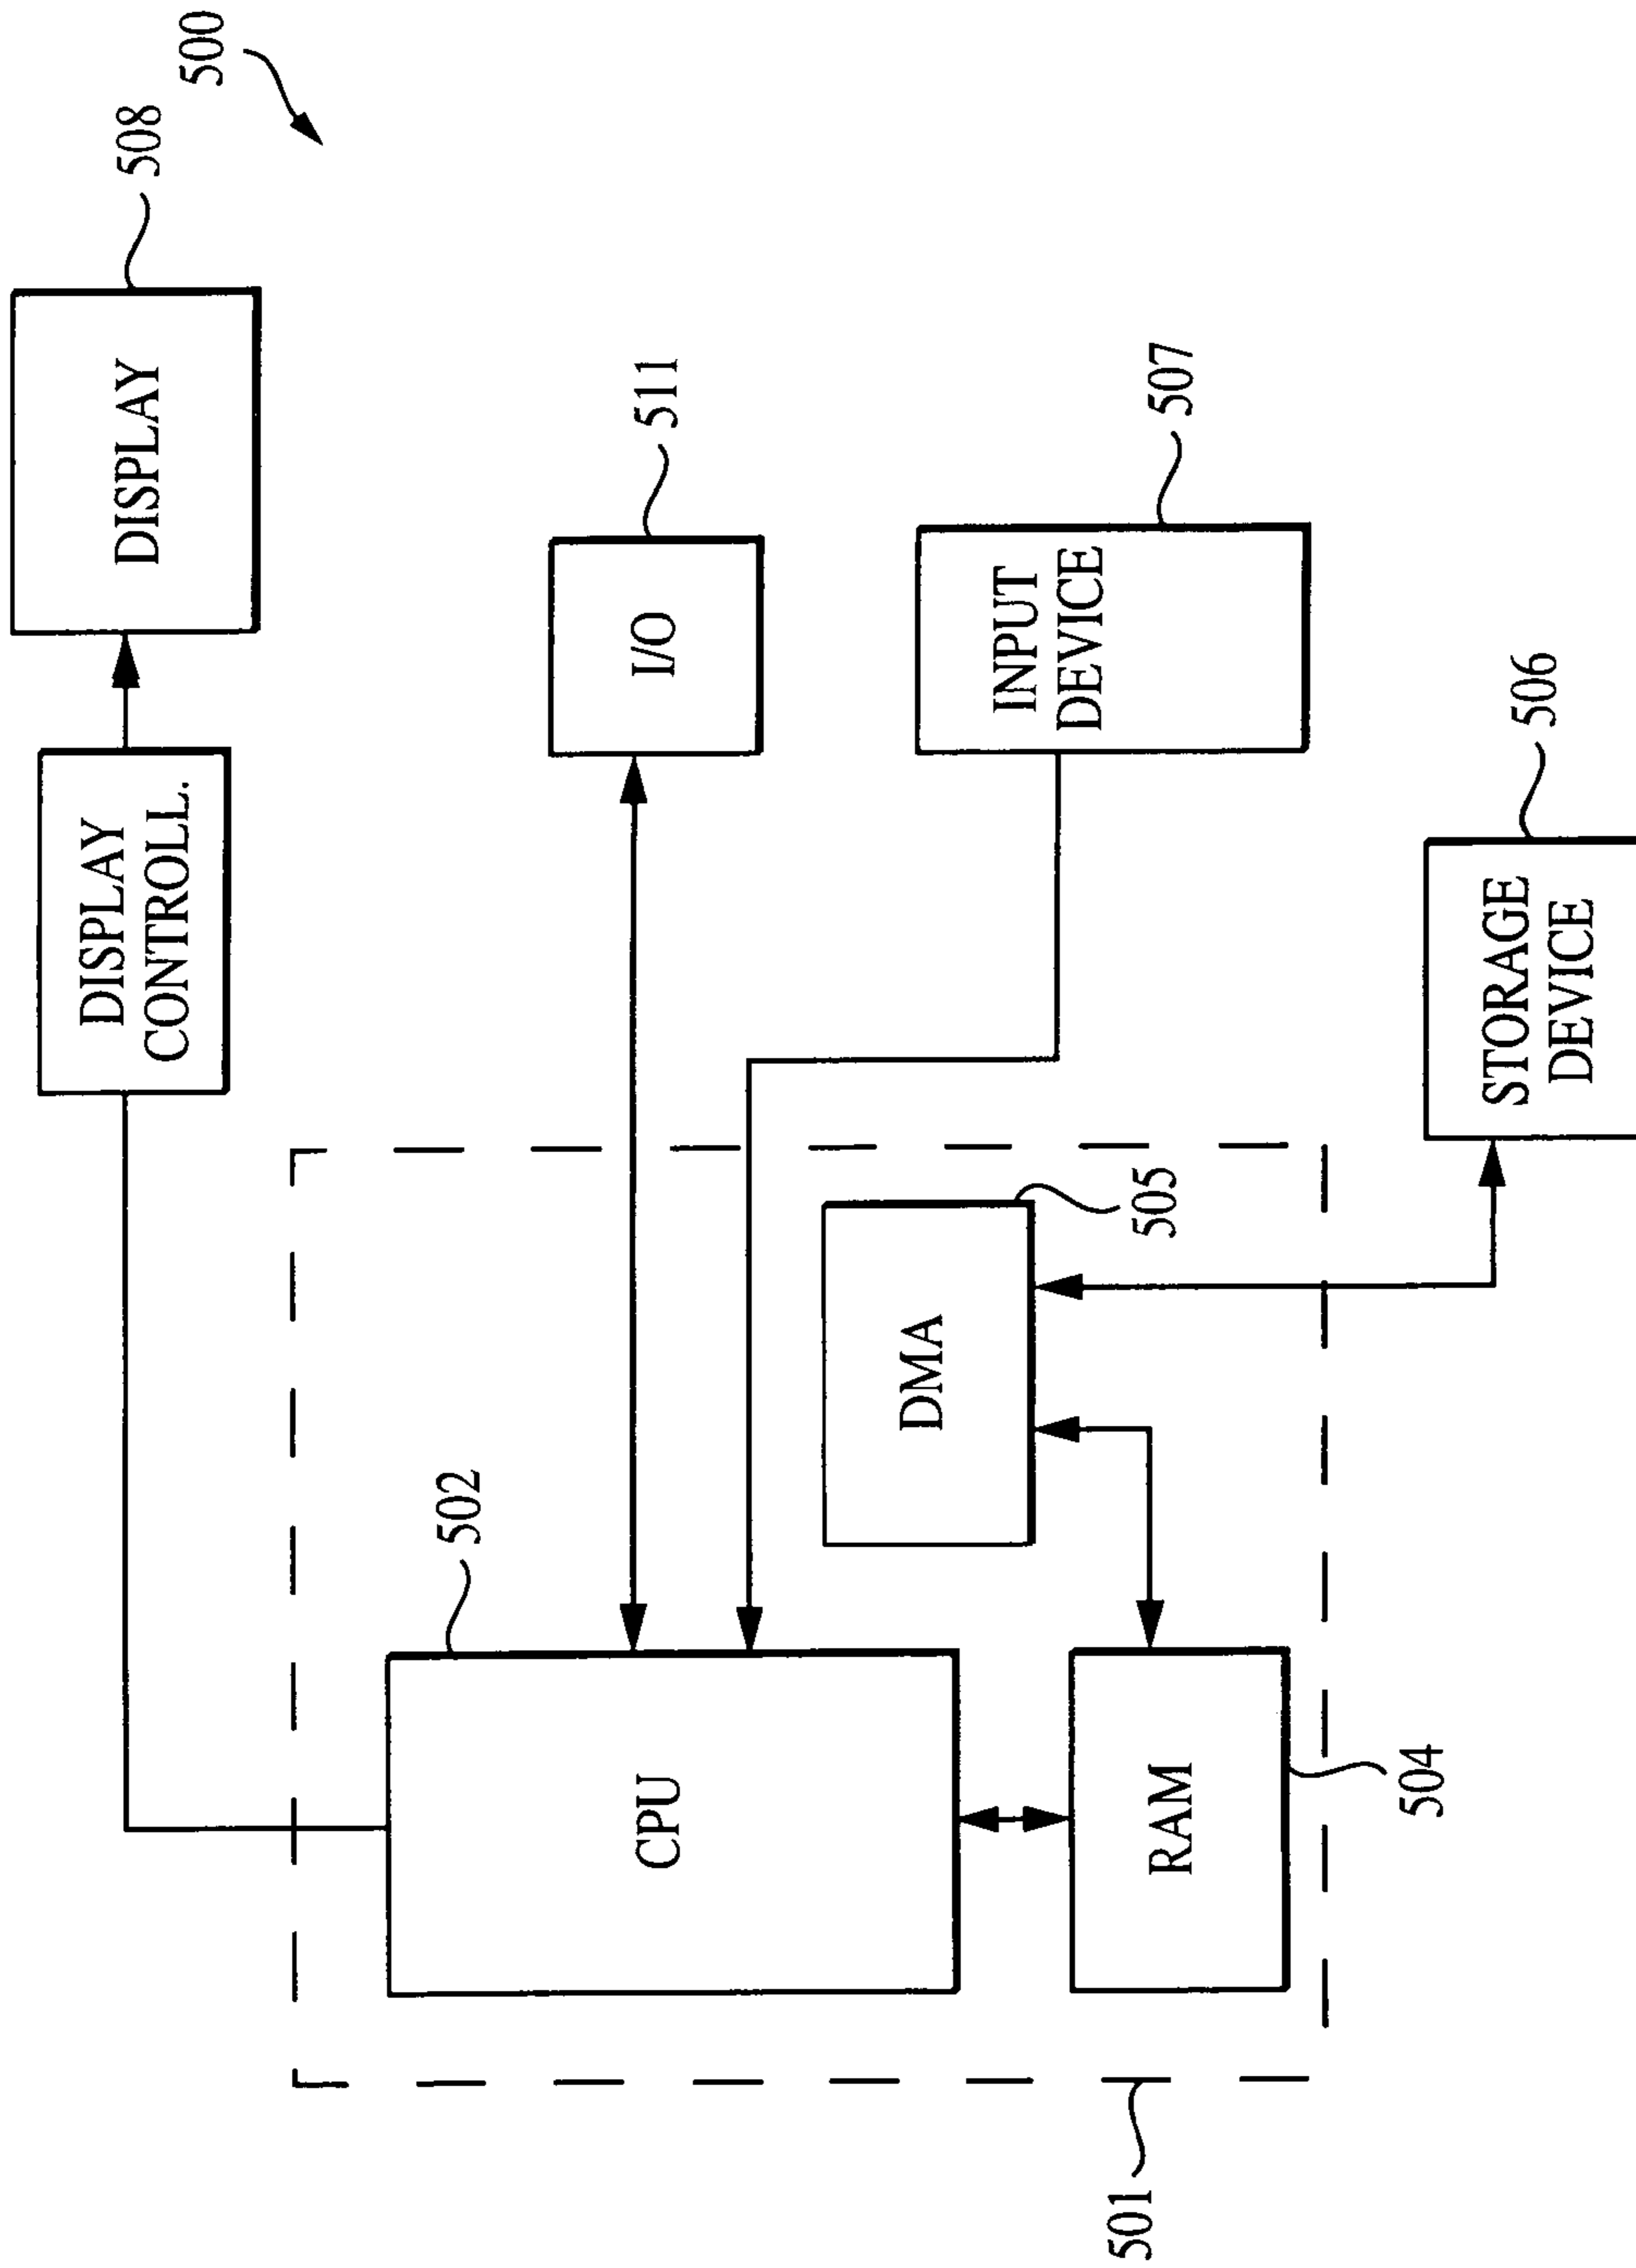 500
DISPLAY
508
DISPLAY
CONTROLL.
I/O
511
INPUT
DEVICE
507
STORAGE
DEVICE
506
DMA
505
CPU
502
RAM
504
501